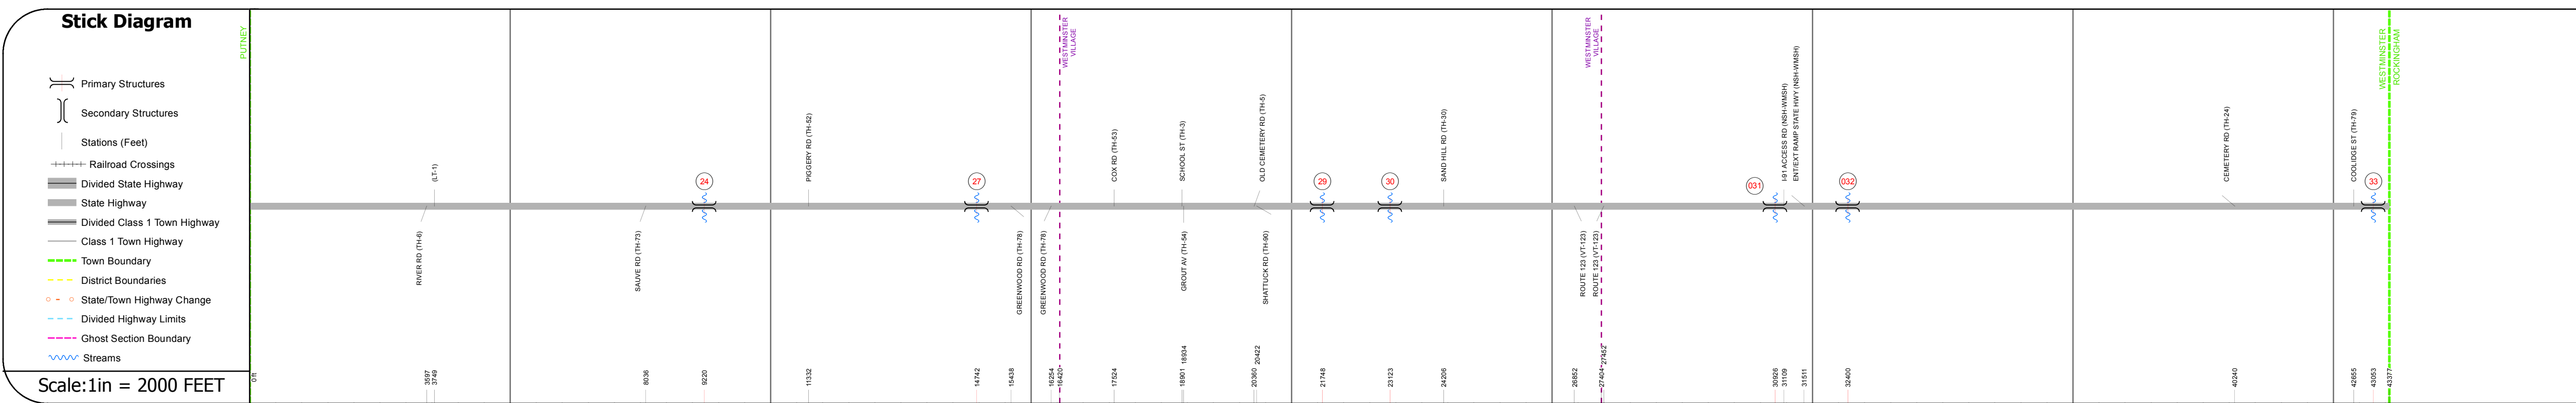 Stick Diagram
Primary Structures
Secondary Structures
Stations (Feet)
Railroad Crossings
Divided State Highway
State Highway
Divided Class 1 Town Highway
Class 1 Town Highway
Town Boundary
District Boundaries
State/Town Highway Change
Divided Highway Limits
Ghost Section Boundary
Streams
Scale:1in = 2000 FEET
PUTNEY
WESTMINSTER
VILLAGE
WESTMINSTER
VILLAGE
WESTMINSTER
ROCKINGHAM
(LT-1)
PIGGERY RD (TH-52)
COX RD (TH-53)
SCHOOL ST (TH-3)
OLD CEMETERY RD (TH-5)
SAND HILL RD (TH-30)
I-91 ACCESS RD (NSH-WMSH)
ENT/EXT RAMP STATE HWY (NSH-WMSH)
CEMETERY RD (TH-24)
COOLIDGE ST (TH-79)
24
27
29
30
031
032
33
RIVER RD (TH-6)
SAUVE RD (TH-73)
GREENWOOD RD (TH-78)
GREENWOOD RD (TH-78)
GROUT AV (TH-54)
SHATTUCK RD (TH-90)
ROUTE 123 (VT-123)
ROUTE 123 (VT-123)
0 ft
3597
3749
8036
9220
11332
14742
15438
16254
16420
17524
18901
18934
20360
20422
21748
23123
24206
26852
27404
27452
30926
31109
31511
32400
40240
42655
43053
43377